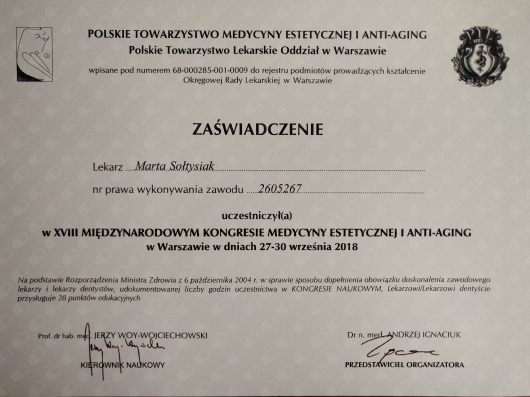 POLSKIE TOWARZYSTWO MEDYCYNY ESTETYCZNEJ I ANTI-AGING
Polskie Towarzystwo Lekarskie Oddział w Warszawie
wpisane pod numerem 68-000285-001-0009 do rejestru podmiotów prowadzących kształcenie
Okręgowej Rady Lekarskiej w Warszawie
ZAŚWIADCZENIE
Lekarz Marta Sołtysiak
nr prawa wykonywania zawodu 2605267
uczestniczył(a)
w XVIII MIĘDZYNARODOWYM KONGRESIE MEDYCYNY ESTETYCZNEJ I ANTI-AGING
w Warszawie w dniach 27-30 września 2018
Na podstawie Rozporządzenia Ministra Zdrowia z 6 października 2004 r. w sprawie sposobu dopełnienia obowiązku doskonalenia zawodowego
lekarzy i lekarzy dentystów, udokumentowanej liczby godzin uczestnictwa w KONGRESIE NAUKOWYM, Lekarzowi/Lekarzowi dentyście
przysługuje 28 punktów edukacyjnych
Prof. dr hab. med. JERZY WOY-WOJCIECHOWSKI
KIEROWNIK NAUKOWY
Dr n. med. ANDRZEJ IGNACIUK
PRZEDSTAWICIEL ORGANIZATORA